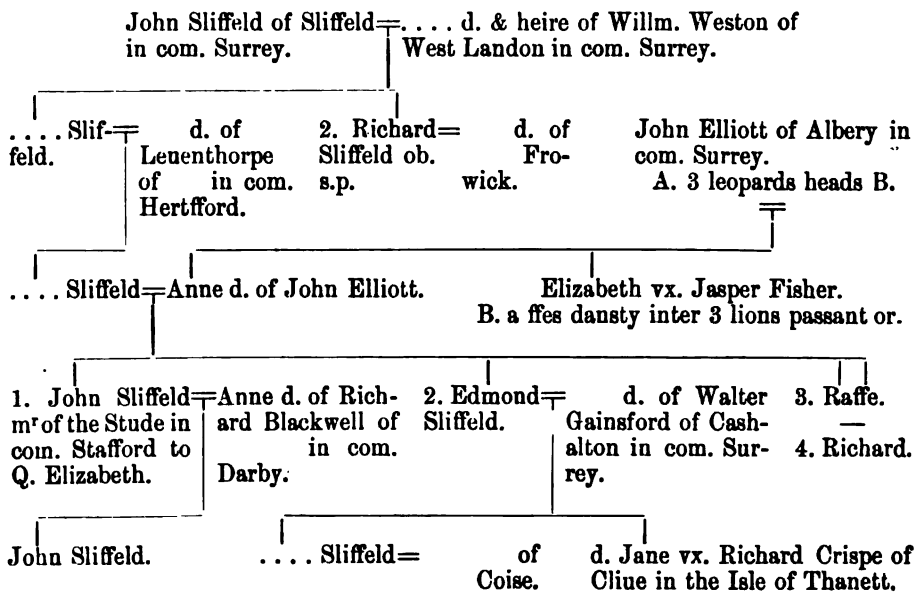 John Sliffeld of Sliffeld=. . . . d. & heire of Willm. Weston of
in com. Surrey. West Landon in com. Surrey.
. . . . Slif-= d. of 2. Richard= d. of John Elliott of Albery in
feld. Leuenthorpe Sliffeld ob. Fro- com. Surrey.
of in com. s.p. wick. A. 3 leopards heads B.
Hertfford.
. . . . Sliffeld=Anne d. of John Elliott. Elizabeth vx. Jasper Fisher.
B. a ffes dansty inter 3 lions passant or.
1. John Sliffeld=Anne d. of Rich- 2. Edmond= d. of Walter 3. Raffe.
mʳ of the Stude in ard Blackwell of Sliffeld. Gainsford of Cash- —
com. Stafford to in com. alton in com. Sur- 4. Richard.
Q. Elizabeth. Darby. rey.
John Sliffeld. . . . . Sliffeld= of d. Jane vx. Richard Crispe of
Coise. Cliue in the Isle of Thanett.